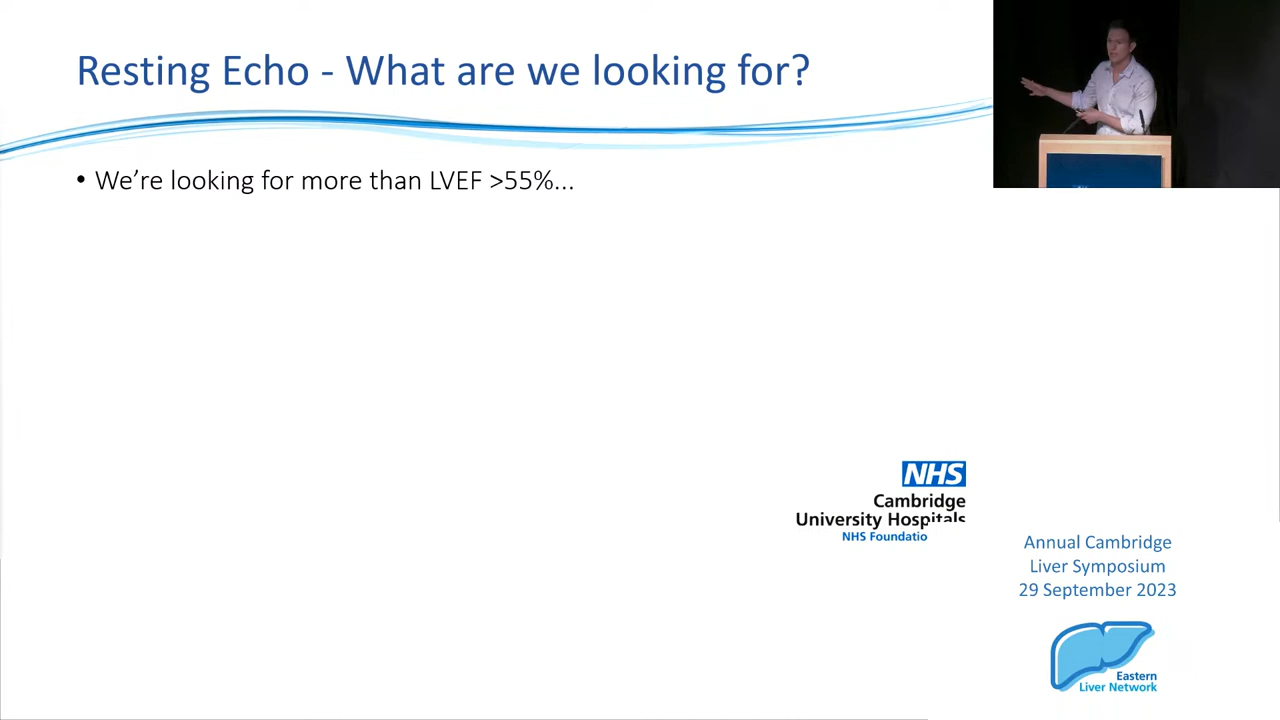 Resting Echo - What are we looking for?
• We're looking for more than LVEF >55%...
NHS
Cambridge
University Hospitals
NHS Foundatio
Annual Cambridge
Liver Symposium
29 September 2023
Eastern
Liver Network